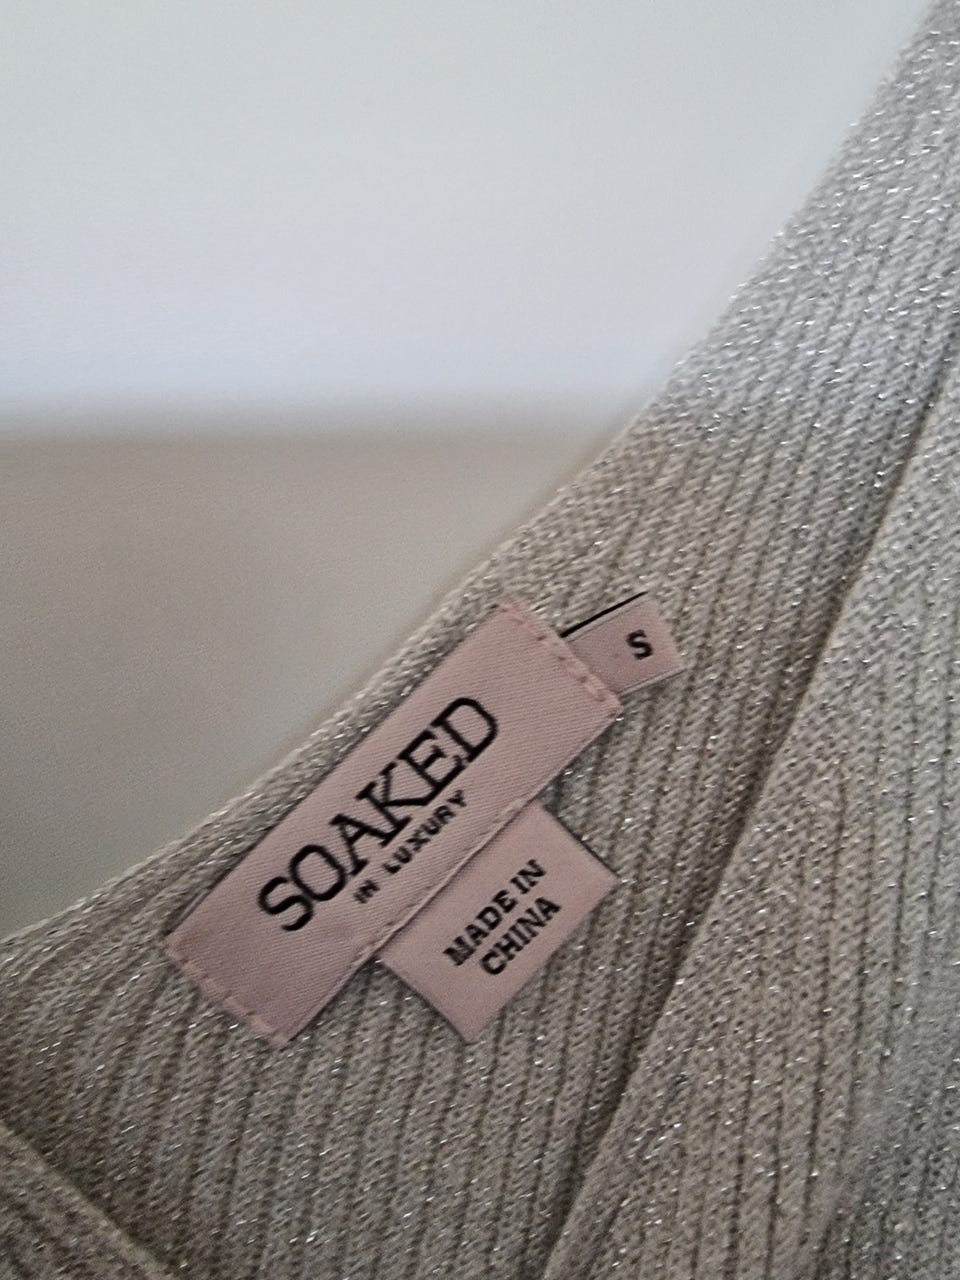 SOAKED
IN LUXURY
S
MADE IN
CHINA